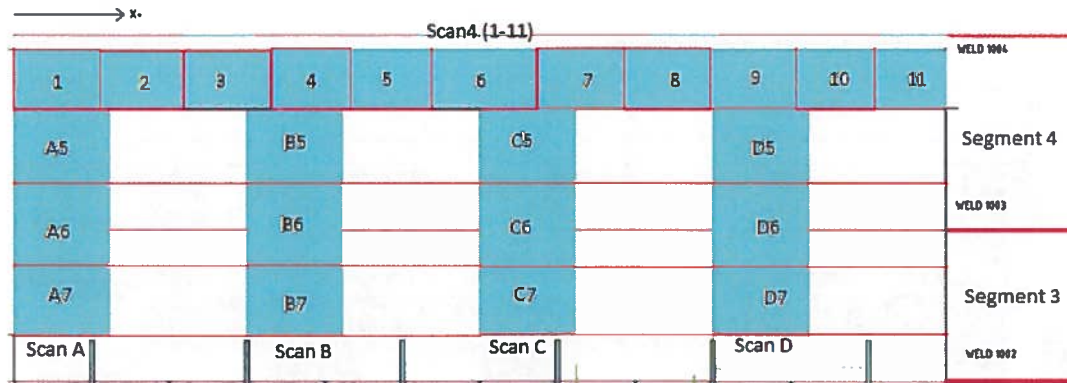 X.
Scan4.(1-11)
WELD 1004
1 2 3 4 5 6 7 8 9 10 11
A5 B5 C5 D5
Segment 4
A6 B6 C6 D6
WELD 1003
A7 B7 C7 D7
Segment 3
Scan A Scan B Scan C Scan D
WELD 1002